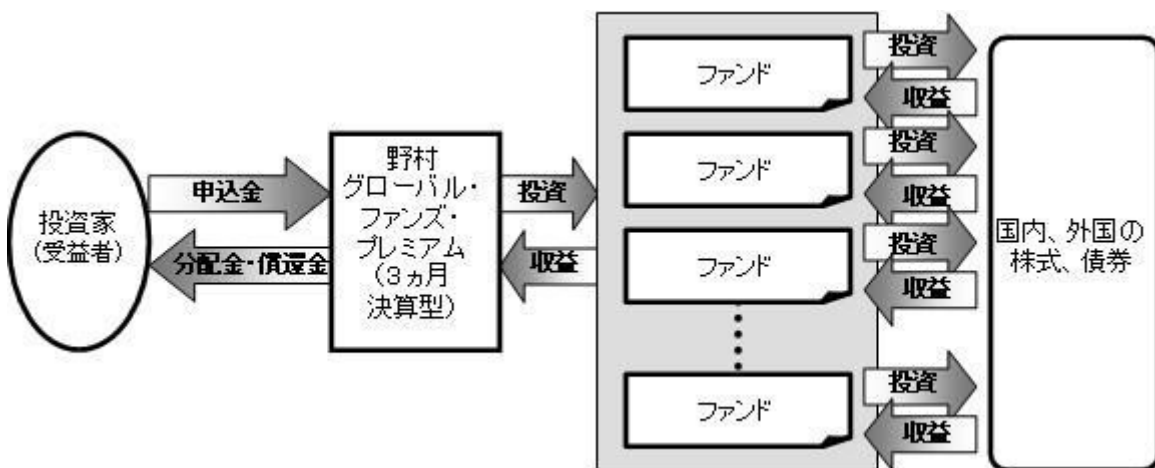 投資家
(受益者)
申込金
分配金・償還金
野村
グローバル・
ファンズ・
プレミアム
(3ヵ月
決算型)
投資
収益
ファンド
ファンド
ファンド
ファンド
投資
収益
投資
収益
投資
収益
投資
収益
国内、外国の
株式、債券